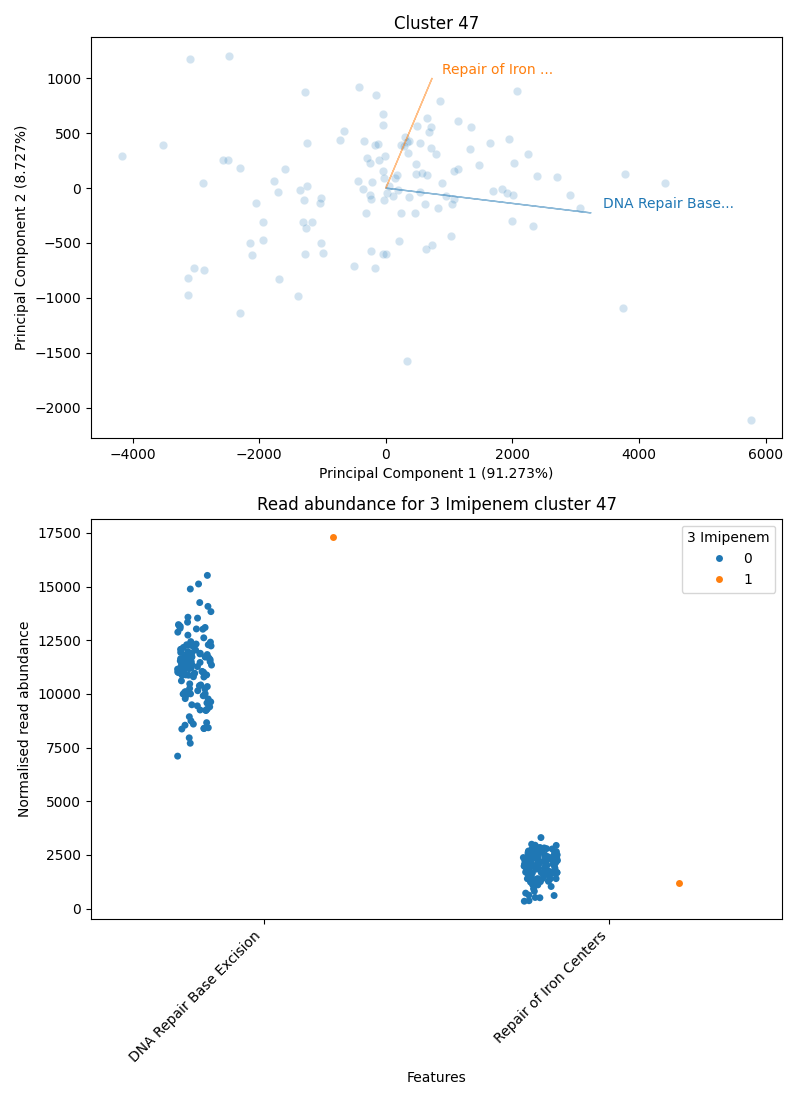 Cluster 47
Principal Component 2 (8.727%)
1000
500
0
−500
−1000
−1500
−2000
Repair of Iron ...
DNA Repair Base...
−4000 −2000 0 2000 4000 6000
Principal Component 1 (91.273%)
Read abundance for 3 Imipenem cluster 47
Normalised read abundance
17500
15000
12500
10000
7500
5000
2500
0
3 Imipenem
0
1
DNA Repair Base Excision
Repair of Iron Centers
Features